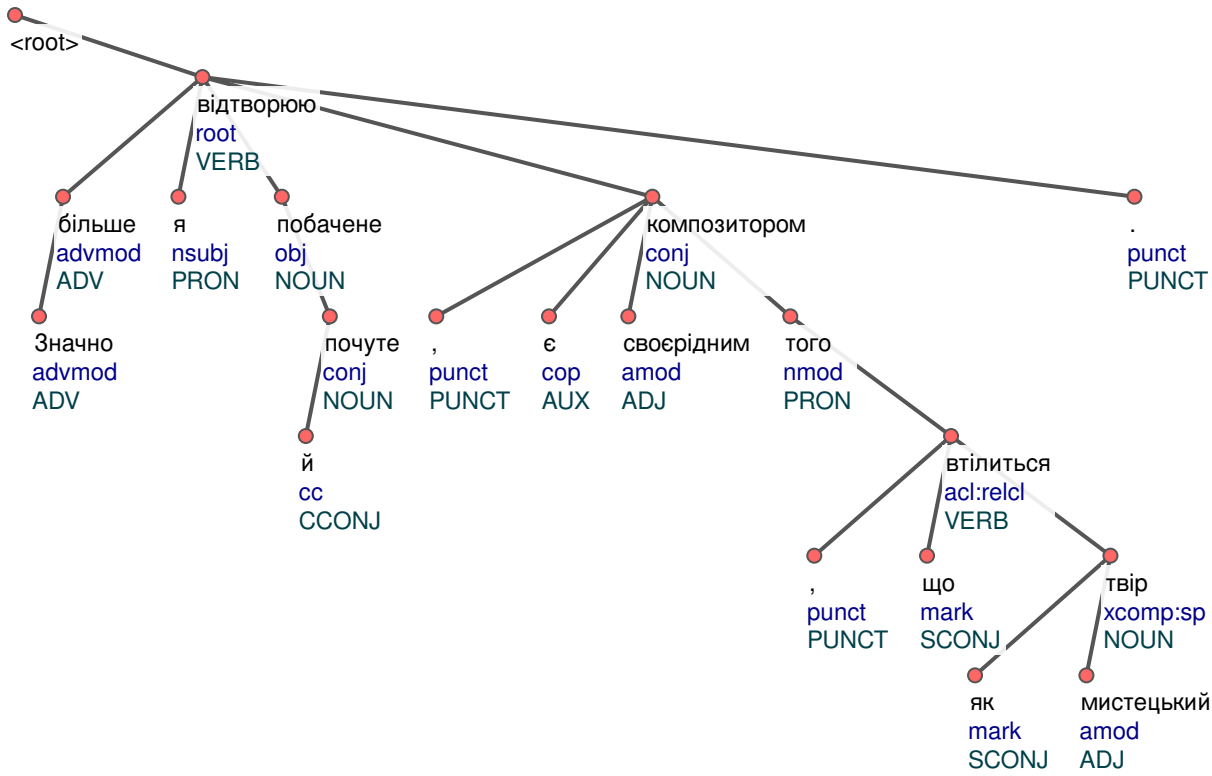 <root>
відтворюю
root
VERB
більше я побачене композитором .
advmod nsubj obj conj punct
ADV PRON NOUN NOUN PUNCT
Значно почуте , є своєрідним того
advmod conj punct cop amod nmod
ADV NOUN PUNCT AUX ADJ PRON
й втілиться
cc acl:relcl
CCONJ VERB
, що твір
punct mark xcomp:sp
PUNCT SCONJ NOUN
як мистецький
mark amod
SCONJ ADJ